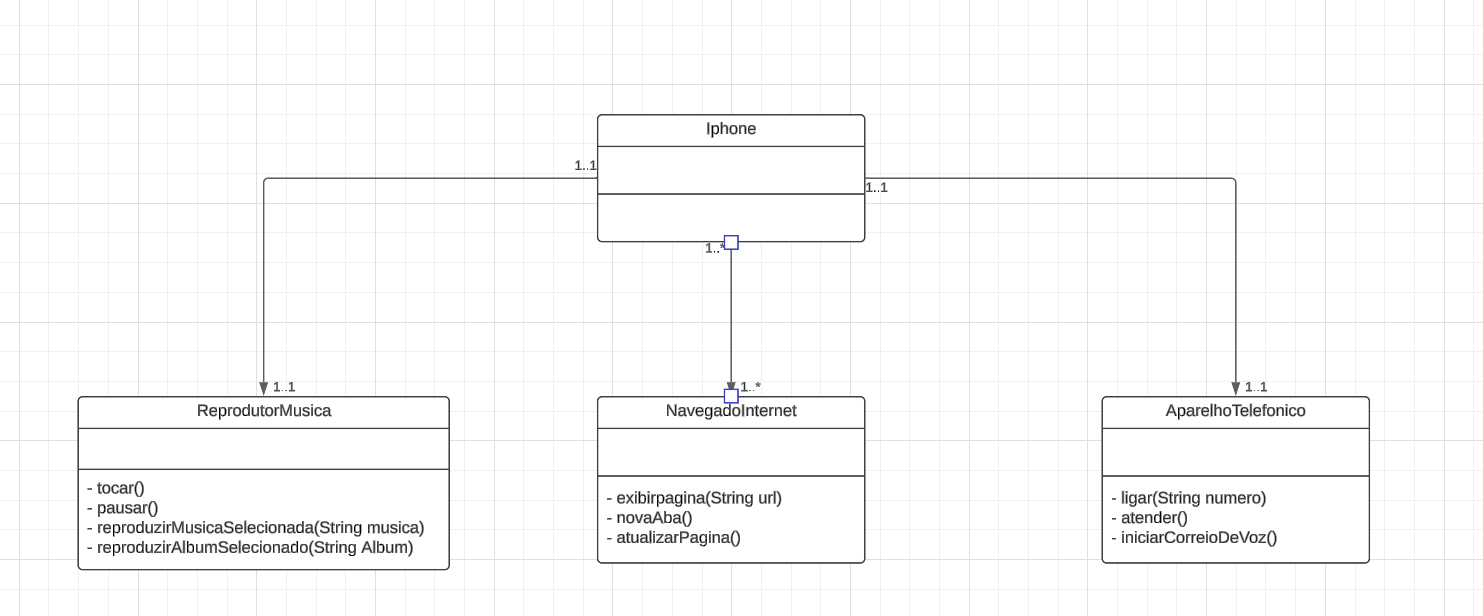 Iphone
1..1
1..1
1..*
1..1
1..*
1..1
ReprodutorMusica
- tocar()
- pausar()
- reproduzirMusicaSelecionada(String musica)
- reproduzirAlbumSelecionado(String Album)
NavegadoInternet
- exibirpagina(String url)
- novaAba()
- atualizarPagina()
AparelhoTelefonico
- ligar(String numero)
- atender()
- iniciarCorreioDeVoz()